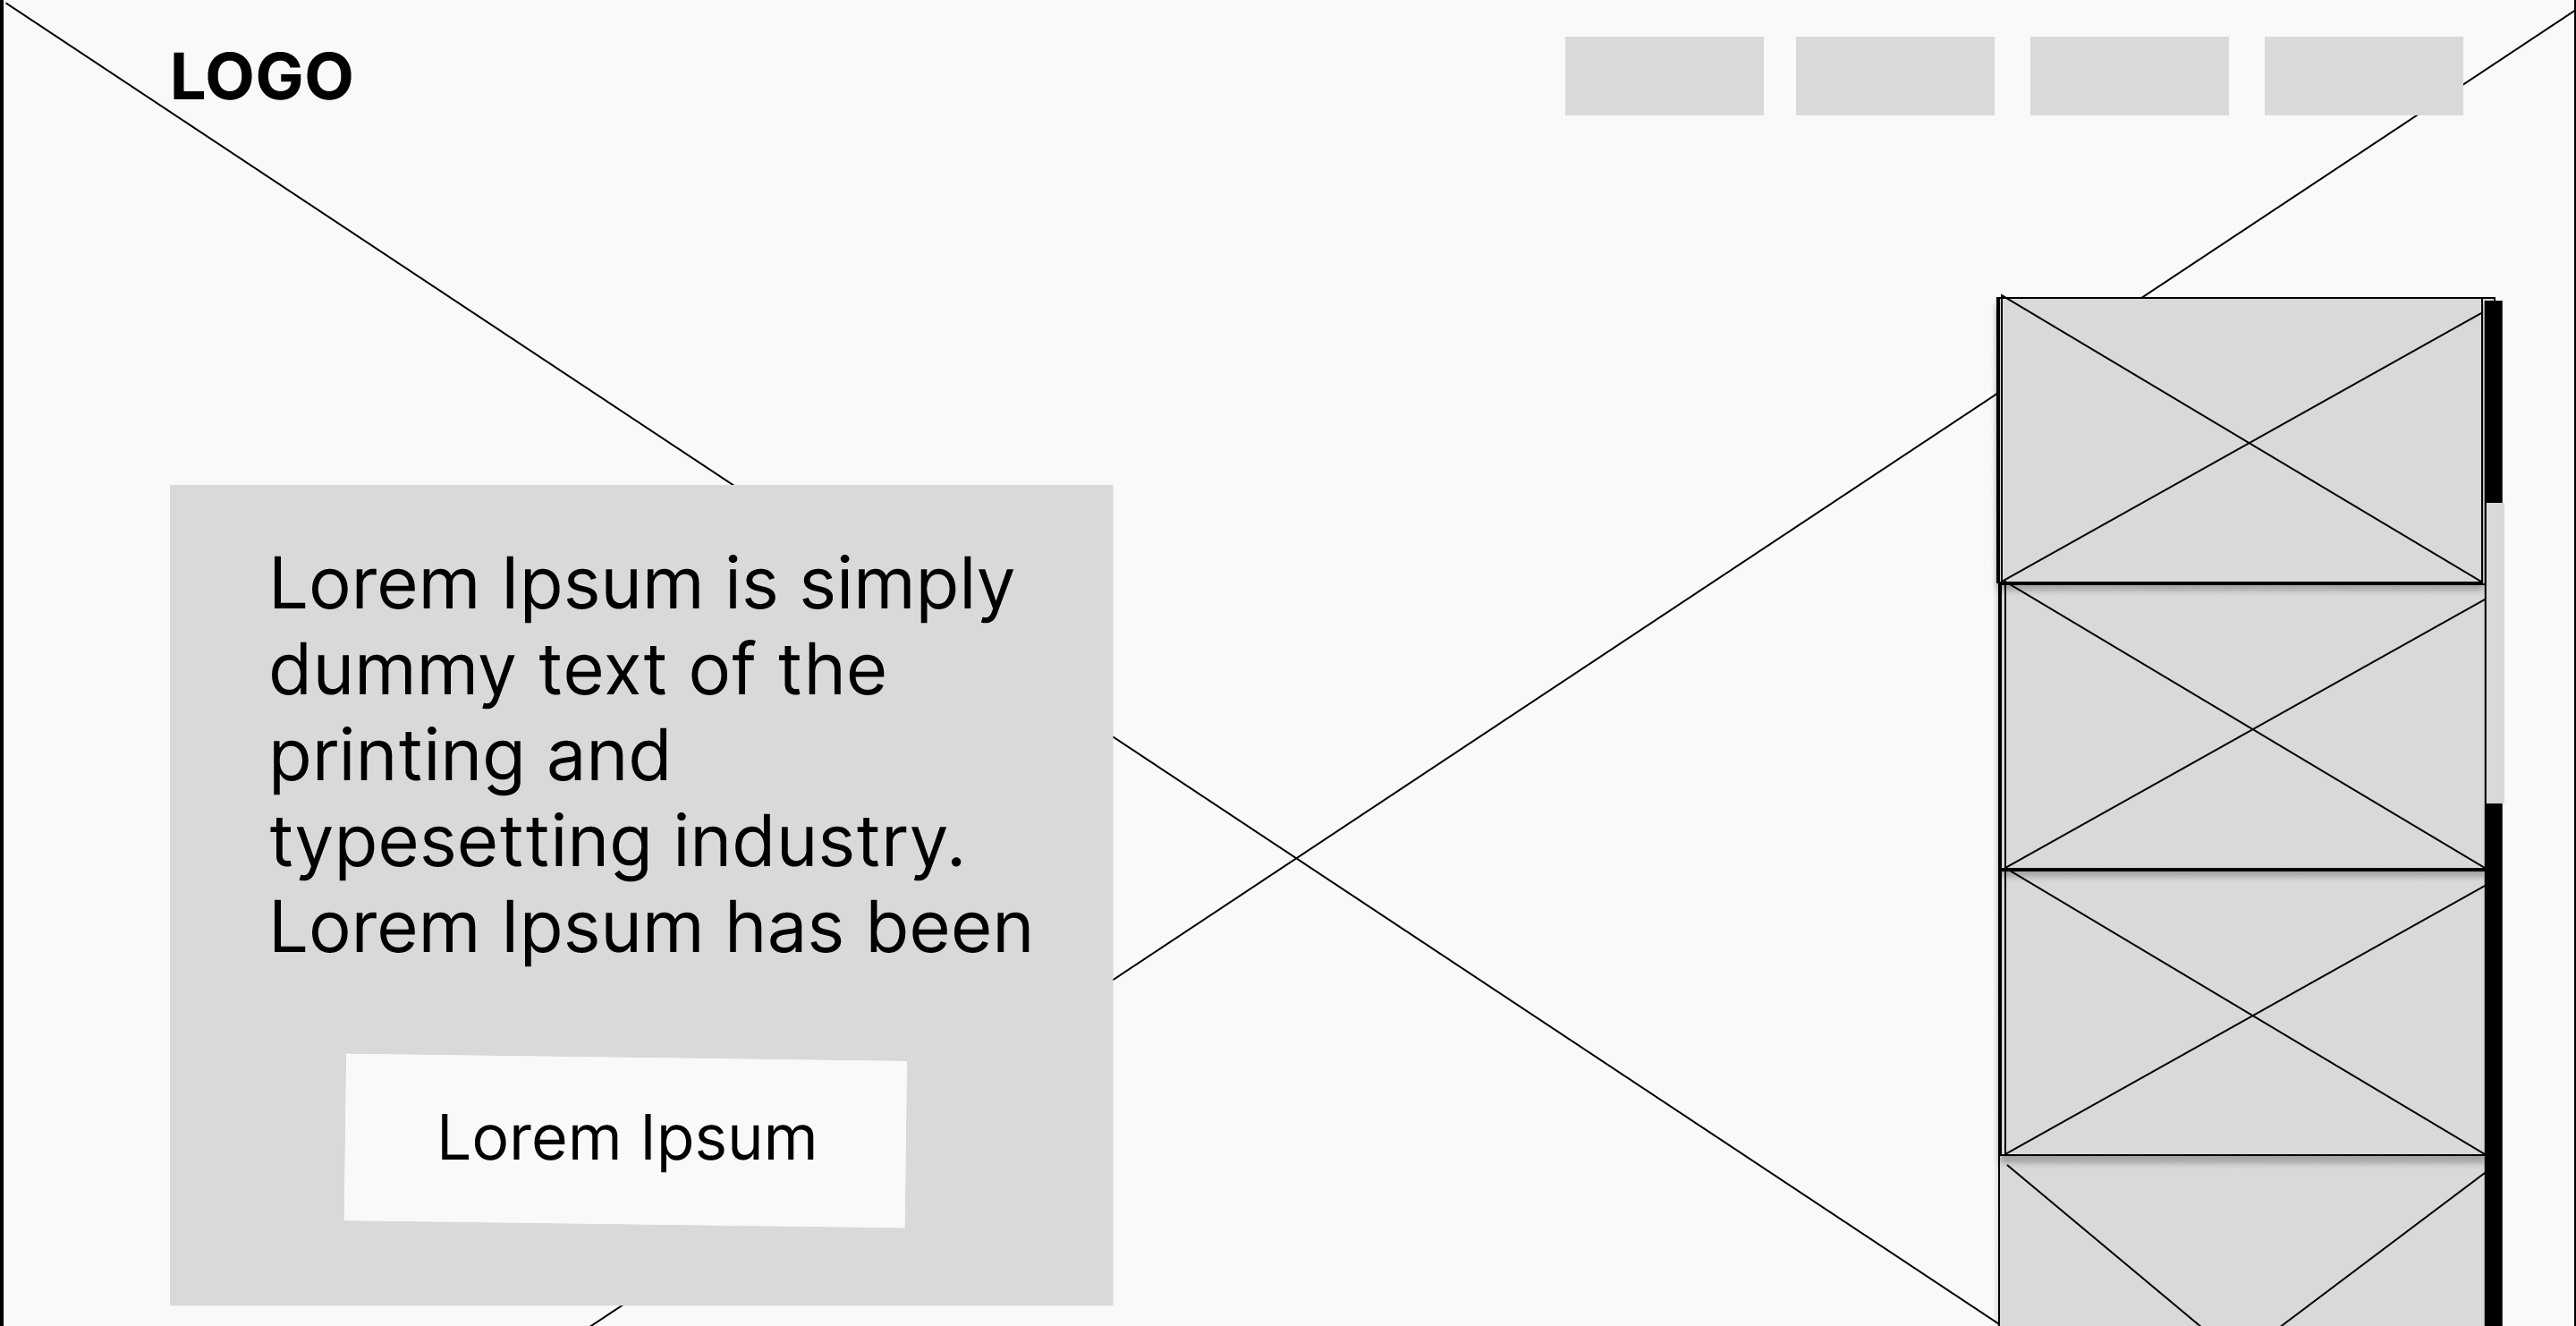 LOGO
Lorem Ipsum is simply
dummy text of the
printing and
typesetting industry.
Lorem Ipsum has been
Lorem Ipsum